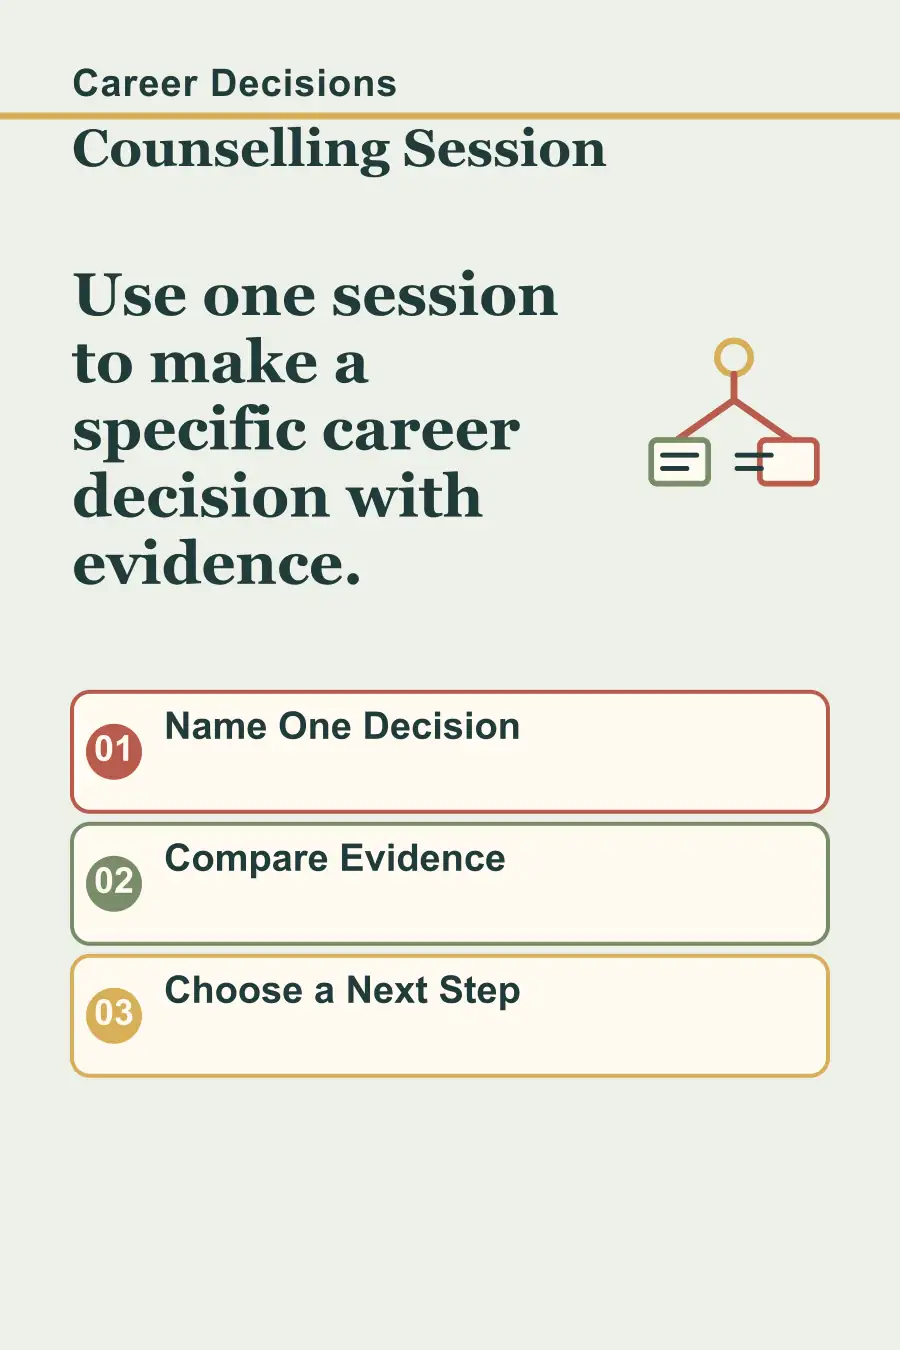 Career Decisions
Counselling Session
Use one session
to make a
specific career
decision with
evidence.
01
Name One Decision
02
Compare Evidence
03
Choose a Next Step